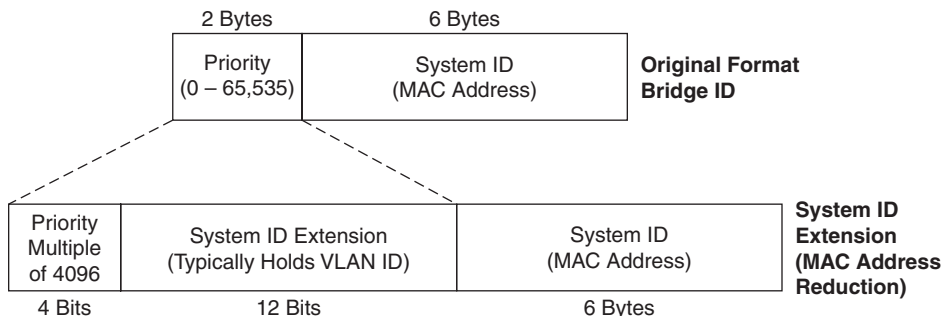 2 Bytes
6 Bytes
Priority
(0 – 65,535)
System ID
(MAC Address)
Original Format
Bridge ID
Priority
Multiple
of 4096
System ID Extension
(Typically Holds VLAN ID)
System ID
(MAC Address)
System ID
Extension
(MAC Address
Reduction)
4 Bits
12 Bits
6 Bytes